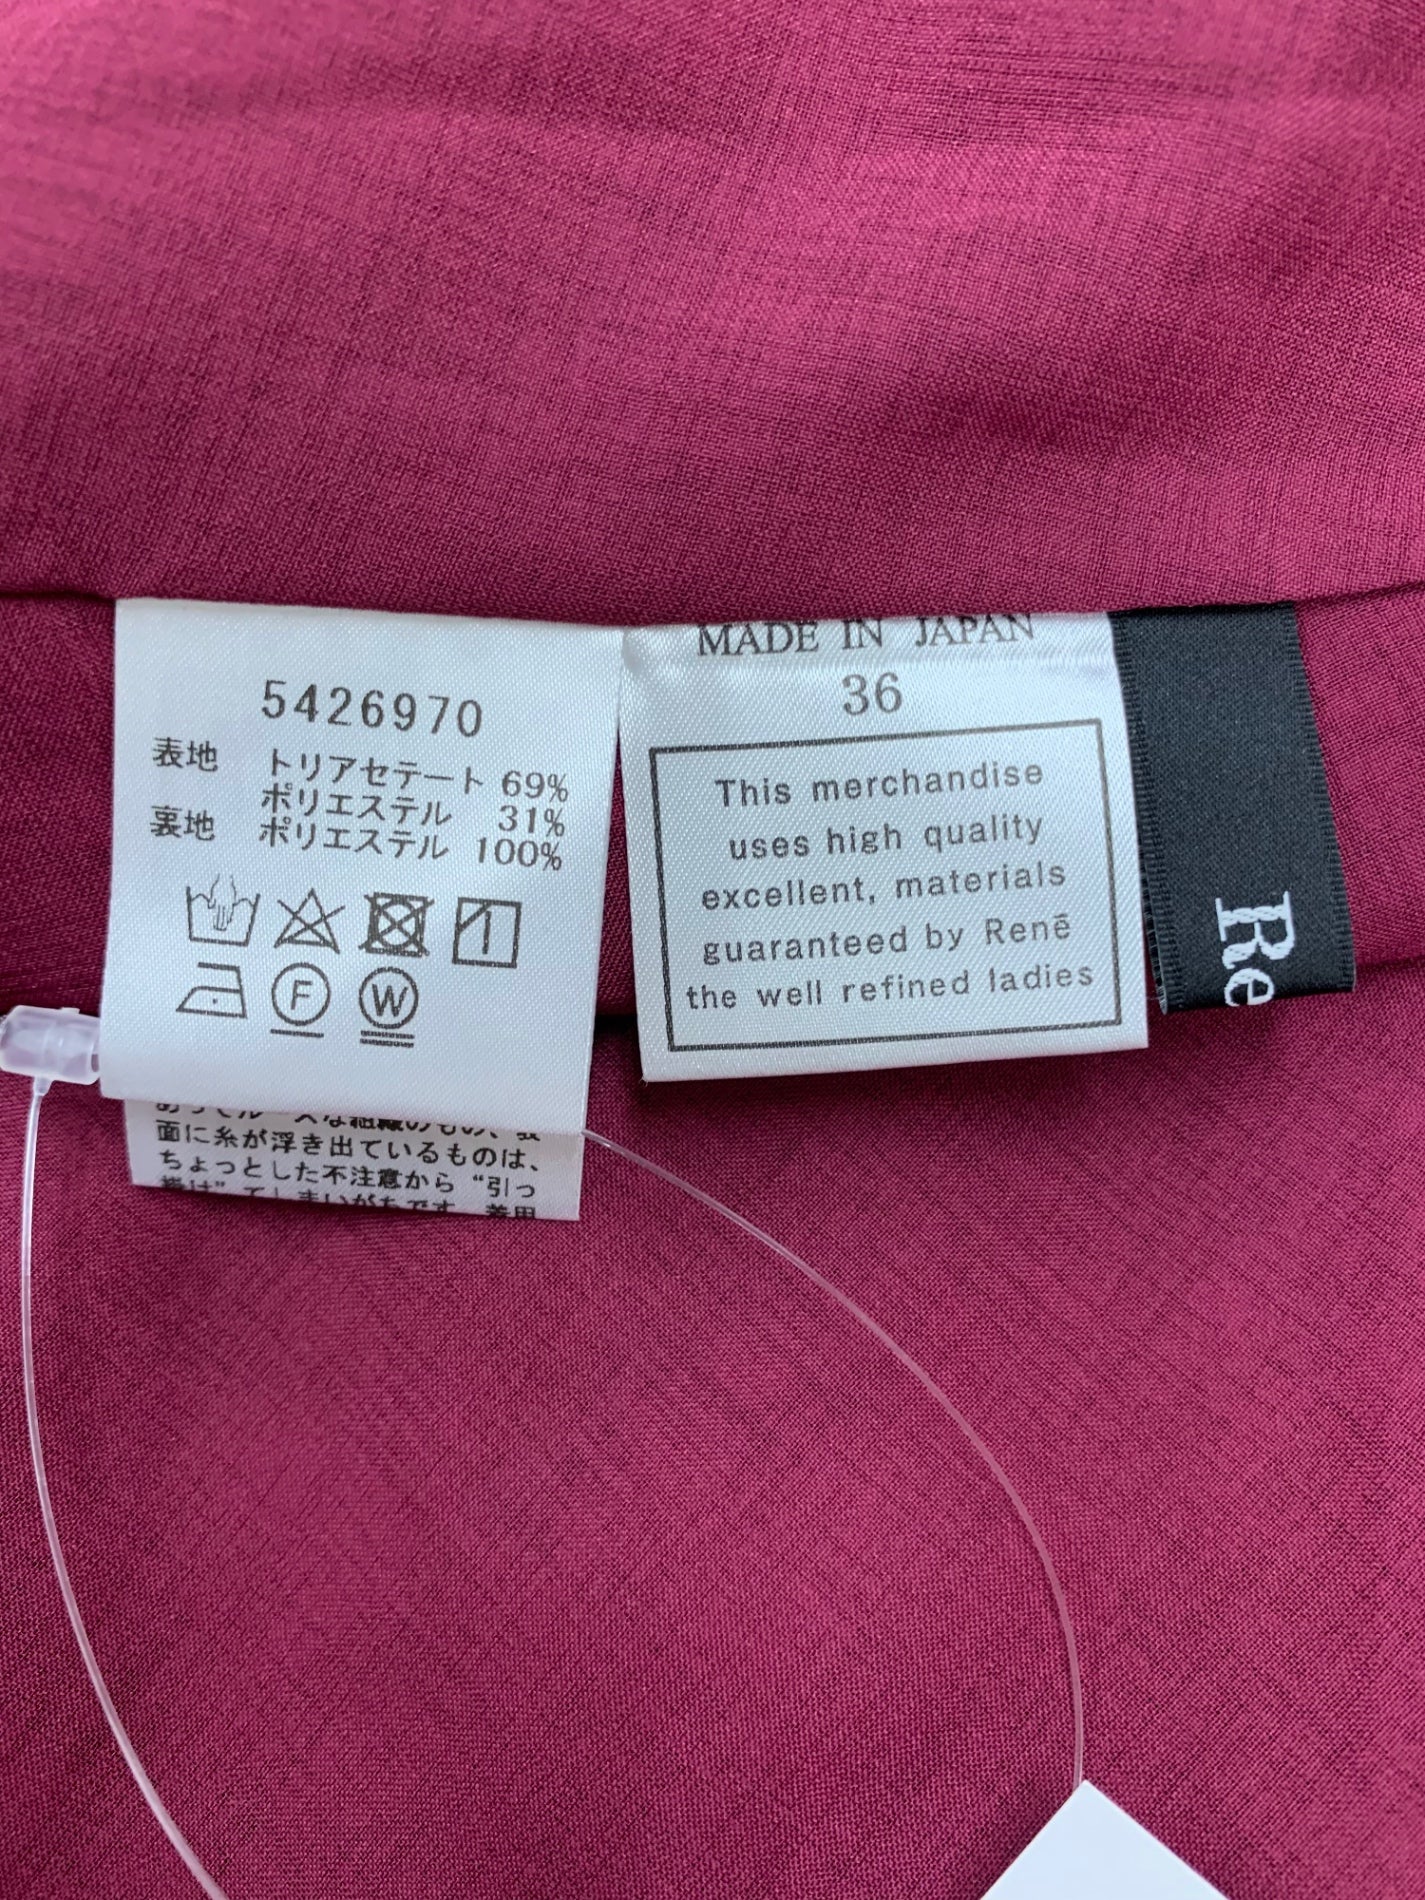 5426970
表地 トリアセテート 69%
ポリエステル 31%
裏地 ポリエステル 100%
F
W
面に糸が浮き出ているものは、
ちょっとした不注意から“引っ
MADE IN JAPAN
36
This merchandise
uses high quality
excellent, materials
guaranteed by René
the well refined ladies
Re